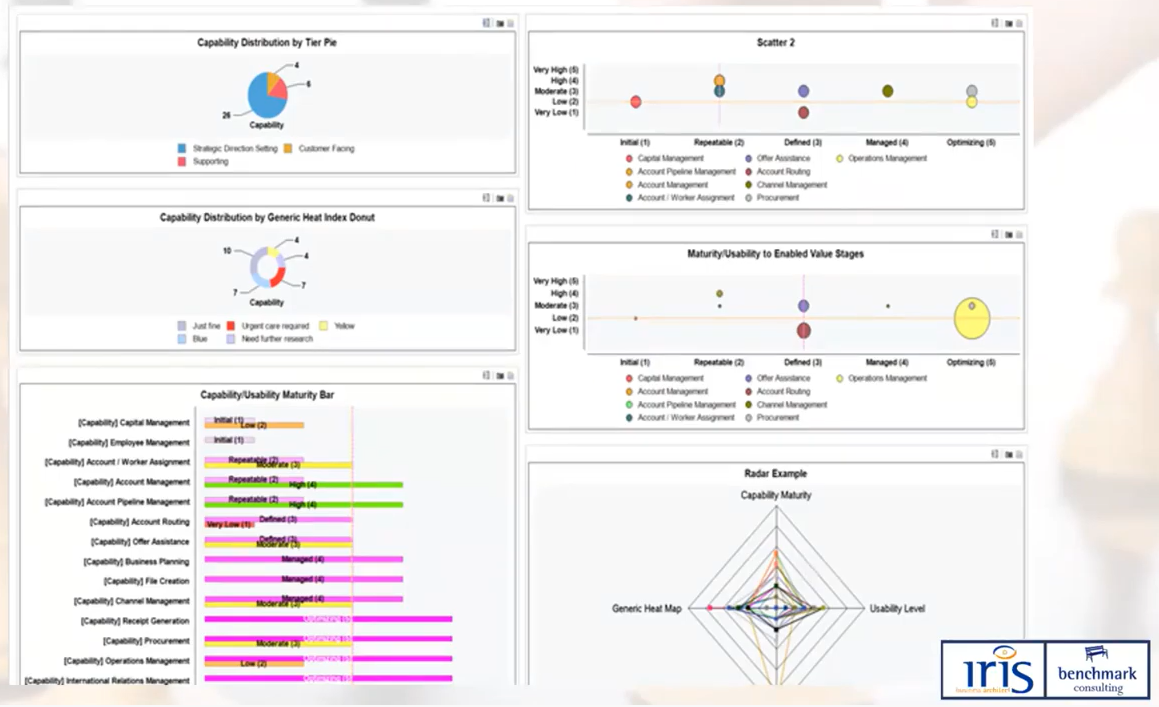 Capability Distribution by Tier Pie
4
6
26
Capability
Strategic Direction Setting
Customer Facing
Supporting
Capability Distribution by Generic Heat Index Donut
4
10
4
7
7
Capability
Just fine
Urgent care required
Yellow
Blue
Need further research
Capability/Usability Maturity Bar
[Capability] Capital Management
Initial (1)
Low (2)
[Capability] Employee Management
Initial (1)
[Capability] Account / Worker Assignment
Repeatable (2)
Moderate (3)
[Capability] Account Management
Repeatable (2)
High (4)
[Capability] Account Pipeline Management
Repeatable (2)
High (4)
[Capability] Account Routing
Defined (3)
Very Low (1)
[Capability] Offer Assistance
Defined (3)
Moderate (3)
[Capability] Business Planning
Managed (4)
[Capability] File Creation
Managed (4)
[Capability] Channel Management
Managed (4)
Moderate (3)
[Capability] Receipt Generation
Optimizing (5)
[Capability] Procurement
Optimizing (5)
Moderate (3)
[Capability] Operations Management
Optimizing (5)
Low (2)
[Capability] International Relations Management
Optimizing (5)
Scatter 2
Very High (5)
High (4)
Moderate (3)
Low (2)
Very Low (1)
Initial (1)
Repeatable (2)
Defined (3)
Managed (4)
Optimizing (5)
Capital Management
Offer Assistance
Operations Management
Account Pipeline Management
Account Routing
Account Management
Channel Management
Account / Worker Assignment
Procurement
Maturity/Usability to Enabled Value Stages
Very High (5)
High (4)
Moderate (3)
Low (2)
Very Low (1)
Initial (1)
Repeatable (2)
Defined (3)
Managed (4)
Optimizing (5)
Capital Management
Offer Assistance
Operations Management
Account Management
Account Routing
Account Pipeline Management
Channel Management
Account / Worker Assignment
Procurement
Radar Example
Capability Maturity
Generic Heat Map
Usability Level
iris
business architect
benchmark
consulting